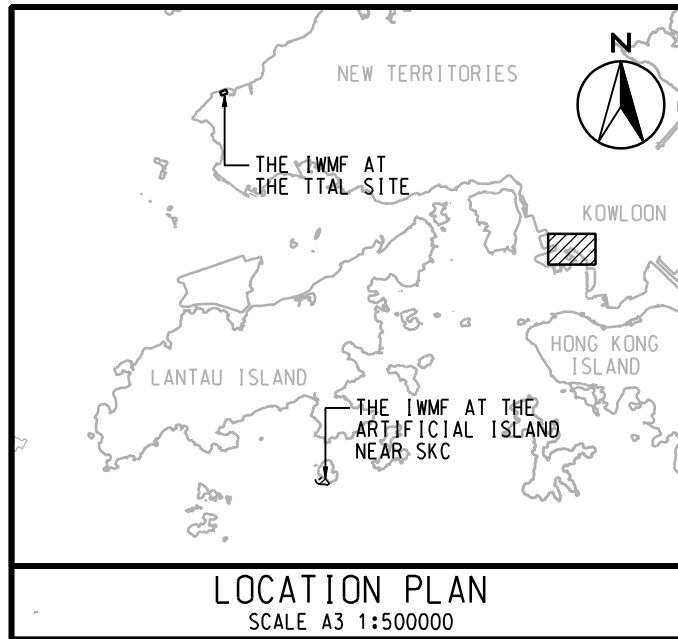 N
NEW TERRITORIES
THE IWMF AT
THE TTAL SITE
KOWLOON
HONG KONG
ISLAND
LANTAU ISLAND
THE IWMF AT THE
ARTIFICIAL ISLAND
NEAR SKC
LOCATION PLAN
SCALE A3 1:500000